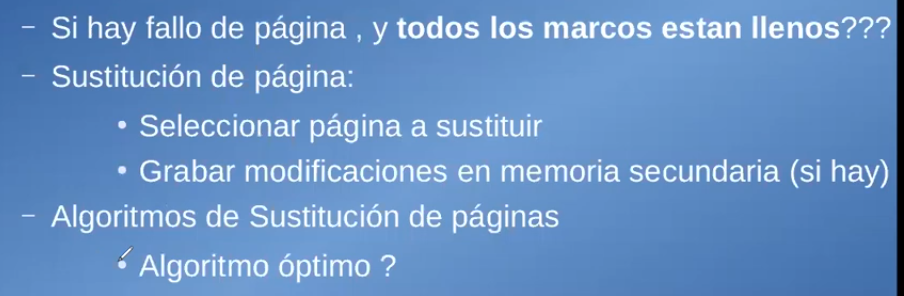 – Si hay fallo de página , y todos los marcos estan llenos???
– Sustitución de página:
• Seleccionar página a sustituir
• Grabar modificaciones en memoria secundaria (si hay)
– Algoritmos de Sustitución de páginas
• Algoritmo óptimo ?